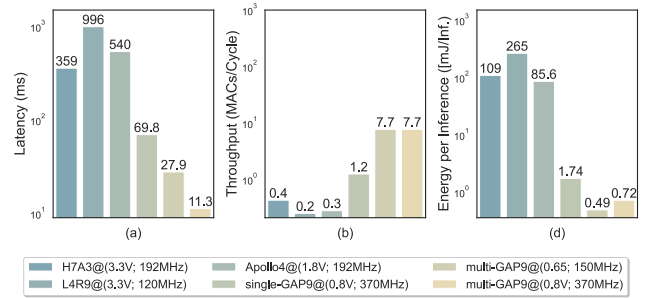 Latency (ms)
10³
10²
10¹
359
996
540
69.8
27.9
11.3
(a)
Throughput (MACs/Cycle)
10³
10²
10¹
10⁰
0.4
0.2
0.3
1.2
7.7
7.7
(b)
Energy per Inference ([mJ/Inf.)
10³
10²
10¹
10⁰
109
265
85.6
1.74
0.49
0.72
(d)
H7A3@(3.3V; 192MHz)
Apollo4@(1.8V; 192MHz)
multi-GAP9@(0.65; 150MHz)
L4R9@(3.3V; 120MHz)
single-GAP9@(0.8V; 370MHz)
multi-GAP9@(0.8V; 370MHz)